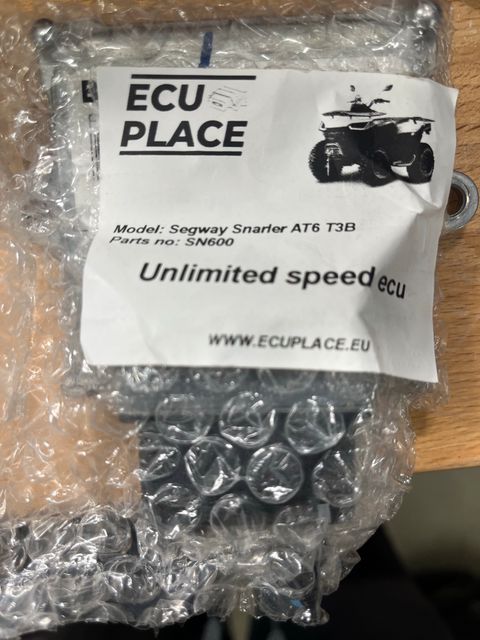 ECU
PLACE
Model: Segway Snarler AT6 T3B
Parts no: SN600
Unlimited speed ecu
WWW.ECUPLACE.EU